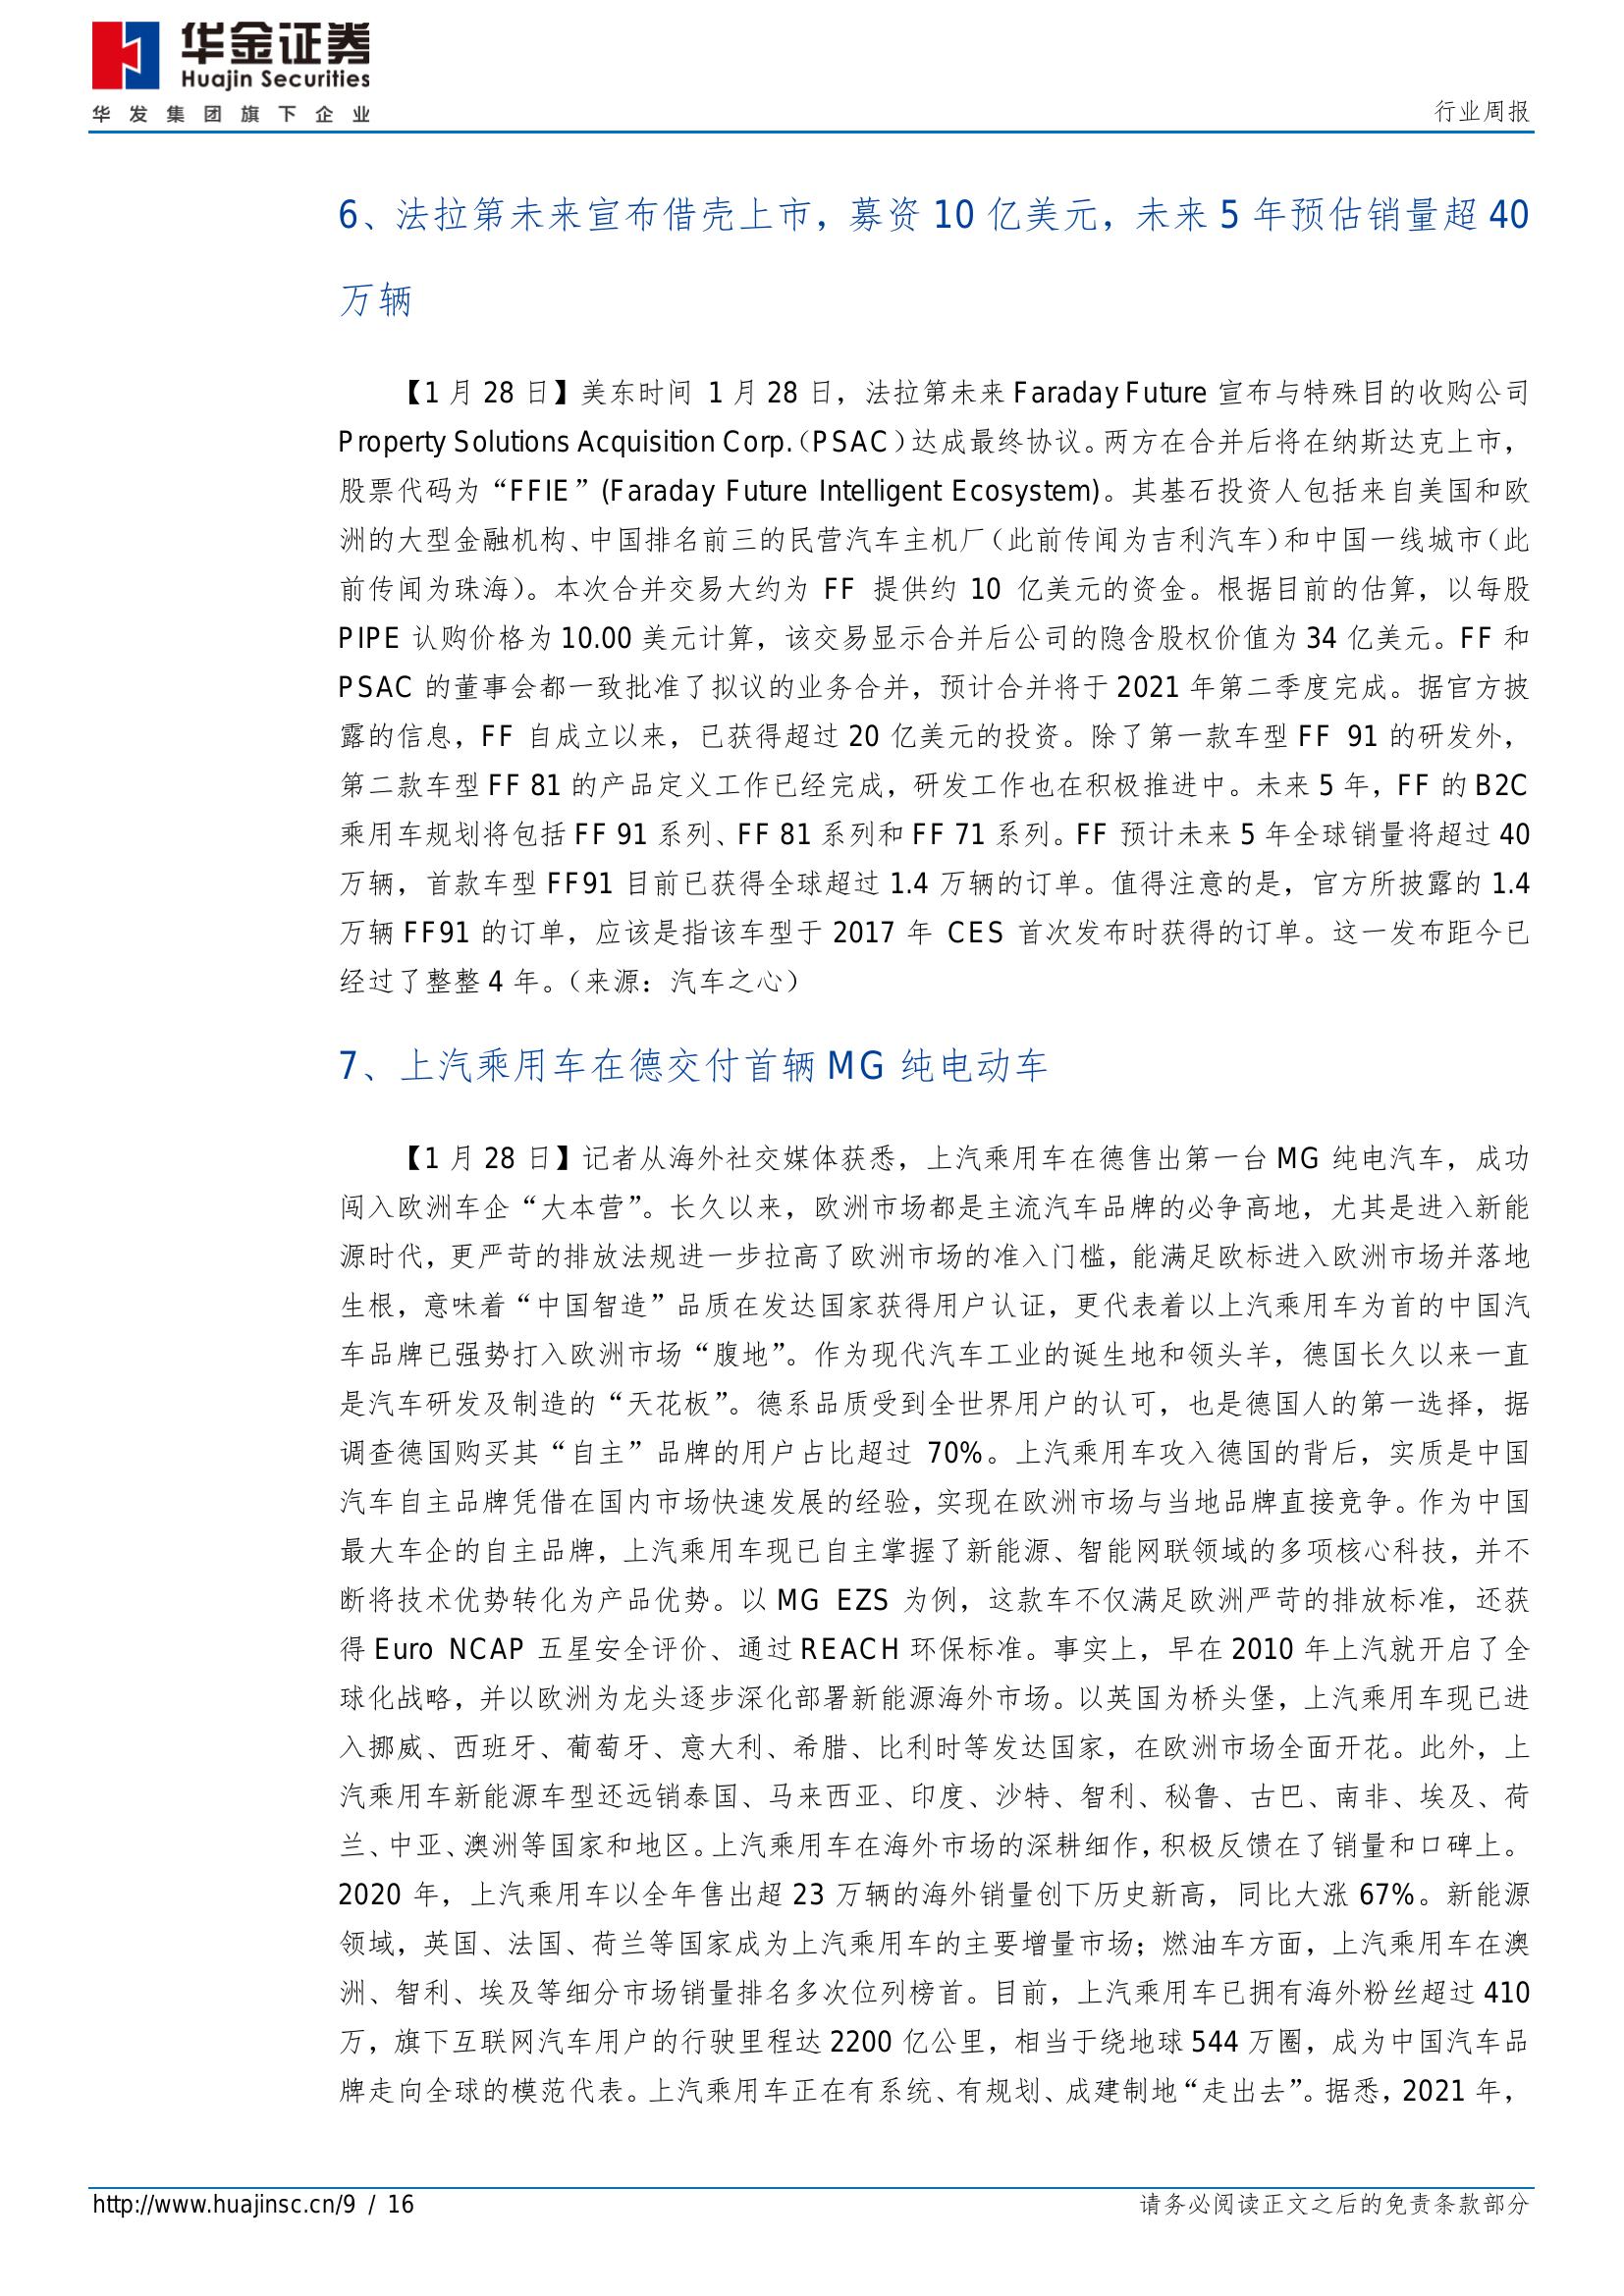 华金证券
Huajin Securities
华发集团旗下企业
行业周报
6、法拉第未来宣布借壳上市，募资 10 亿美元，未来 5 年预估销量超 40
万辆
【1 月 28 日】美东时间 1 月 28 日，法拉第未来 Faraday Future 宣布与特殊目的收购公司
Property Solutions Acquisition Corp.（PSAC）达成最终协议。两方在合并后将在纳斯达克上市，
股票代码为“FFIE”(Faraday Future Intelligent Ecosystem)。其基石投资人包括来自美国和欧
洲的大型金融机构、中国排名前三的民营汽车主机厂（此前传闻为吉利汽车）和中国一线城市（此
前传闻为珠海）。本次合并交易大约为 FF 提供约 10 亿美元的资金。根据目前的估算，以每股
PIPE 认购价格为 10.00 美元计算，该交易显示合并后公司的隐含股权价值为 34 亿美元。FF 和
PSAC 的董事会都一致批准了拟议的业务合并，预计合并将于 2021 年第二季度完成。据官方披
露的信息，FF 自成立以来，已获得超过 20 亿美元的投资。除了第一款车型 FF 91 的研发外，
第二款车型 FF 81 的产品定义工作已经完成，研发工作也在积极推进中。未来 5 年，FF 的 B2C
乘用车规划将包括 FF 91 系列、FF 81 系列和 FF 71 系列。FF 预计未来 5 年全球销量将超过 40
万辆，首款车型 FF91 目前已获得全球超过 1.4 万辆的订单。值得注意的是，官方所披露的 1.4
万辆 FF91 的订单，应该是指该车型于 2017 年 CES 首次发布时获得的订单。这一发布距今已
经过了整整 4 年。（来源：汽车之心）
7、上汽乘用车在德交付首辆 MG 纯电动车
【1 月 28 日】记者从海外社交媒体获悉，上汽乘用车在德售出第一台 MG 纯电汽车，成功
闯入欧洲车企“大本营”。长久以来，欧洲市场都是主流汽车品牌的必争高地，尤其是进入新能
源时代，更严苛的排放法规进一步拉高了欧洲市场的准入门槛，能满足欧标进入欧洲市场并落地
生根，意味着“中国智造”品质在发达国家获得用户认证，更代表着以上汽乘用车为首的中国汽
车品牌已强势打入欧洲市场“腹地”。作为现代汽车工业的诞生地和领头羊，德国长久以来一直
是汽车研发及制造的“天花板”。德系品质受到全世界用户的认可，也是德国人的第一选择，据
调查德国购买其“自主”品牌的用户占比超过 70%。上汽乘用车攻入德国的背后，实质是中国
汽车自主品牌凭借在国内市场快速发展的经验，实现在欧洲市场与当地品牌直接竞争。作为中国
最大车企的自主品牌，上汽乘用车现已自主掌握了新能源、智能网联领域的多项核心科技，并不
断将技术优势转化为产品优势。以 MG EZS 为例，这款车不仅满足欧洲严苛的排放标准，还获
得 Euro NCAP 五星安全评价、通过 REACH 环保标准。事实上，早在 2010 年上汽就开启了全
球化战略，并以欧洲为龙头逐步深化部署新能源海外市场。以英国为桥头堡，上汽乘用车现已进
入挪威、西班牙、葡萄牙、意大利、希腊、比利时等发达国家，在欧洲市场全面开花。此外，上
汽乘用车新能源车型还远销泰国、马来西亚、印度、沙特、智利、秘鲁、古巴、南非、埃及、荷
兰、中亚、澳洲等国家和地区。上汽乘用车在海外市场的深耕细作，积极反馈在了销量和口碑上。
2020 年，上汽乘用车以全年售出超 23 万辆的海外销量创下历史新高，同比大涨 67%。新能源
领域，英国、法国、荷兰等国家成为上汽乘用车的主要增量市场；燃油车方面，上汽乘用车在澳
洲、智利、埃及等细分市场销量排名多次位列榜首。目前，上汽乘用车已拥有海外粉丝超过 410
万，旗下互联网汽车用户的行驶里程达 2200 亿公里，相当于绕地球 544 万圈，成为中国汽车品
牌走向全球的模范代表。上汽乘用车正在有系统、有规划、成建制地“走出去”。据悉，2021 年，
http://www.huajinsc.cn/9 / 16
请务必阅读正文之后的免责条款部分